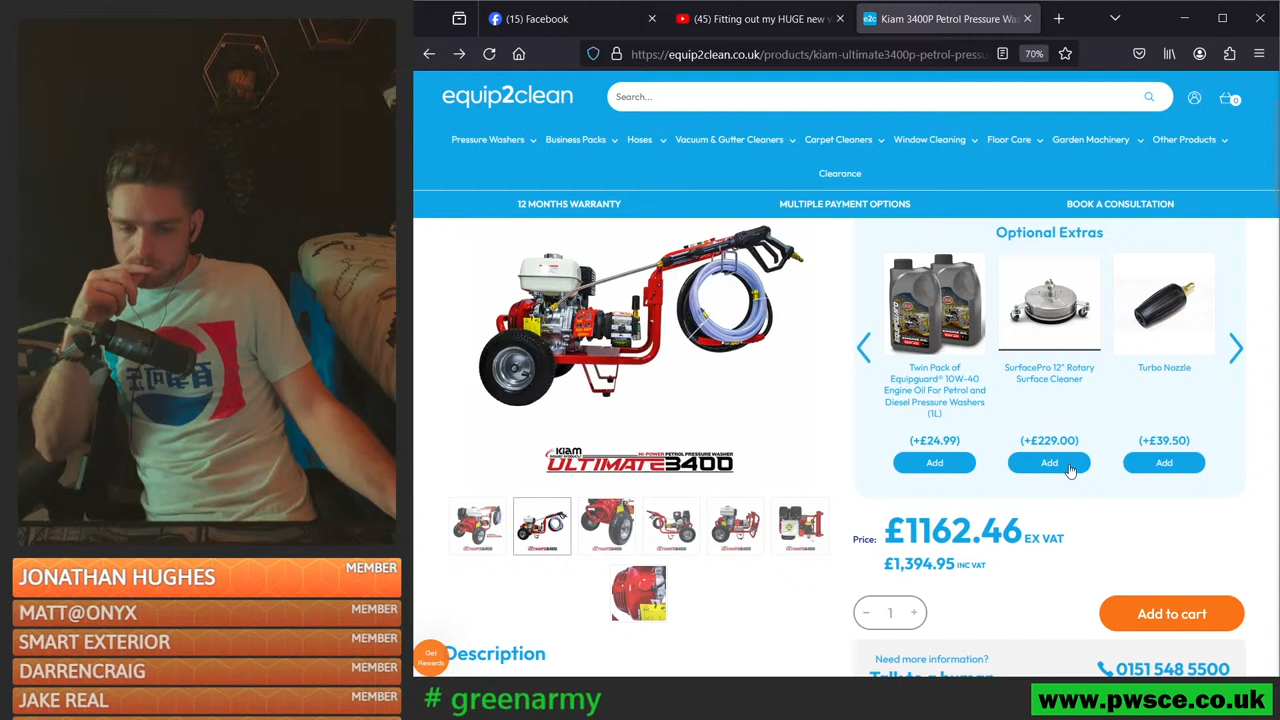 (15) Facebook
(45) Fitting out my HUGE new v
Kiam 3400P Petrol Pressure Was
https://equip2clean.co.uk/products/kiam-ultimate3400p-petrol-pressu
70%
equip2clean
Search...
0
Pressure Washers
Business Packs
Hoses
Vacuum & Gutter Cleaners
Carpet Cleaners
Window Cleaning
Floor Care
Garden Machinery
Other Products
Clearance
12 MONTHS WARRANTY
MULTIPLE PAYMENT OPTIONS
BOOK A CONSULTATION
Optional Extras
Twin Pack of
Equipguard® 10W-40
Engine Oil For Petrol and
Diesel Pressure Washers
(1L)
(+£24.99)
Add
SurfacePro 12" Rotary
Surface Cleaner
(+£229.00)
Add
Turbo Nozzle
(+£39.50)
Add
Kiam
HI-POWER PETROL PRESSURE WASHER
ULTIMATE3400
Price: £1162.46 EX VAT
£1,394.95 INC VAT
− 1 +
Add to cart
Need more information?
Talk to a human
0151 548 5500
Get
Rewards
Description
JONATHAN HUGHES MEMBER
MATT@ONYX MEMBER
SMART EXTERIOR MEMBER
DARRENCRAIG MEMBER
JAKE REAL MEMBER
# greenarmy
www.pwsce.co.uk